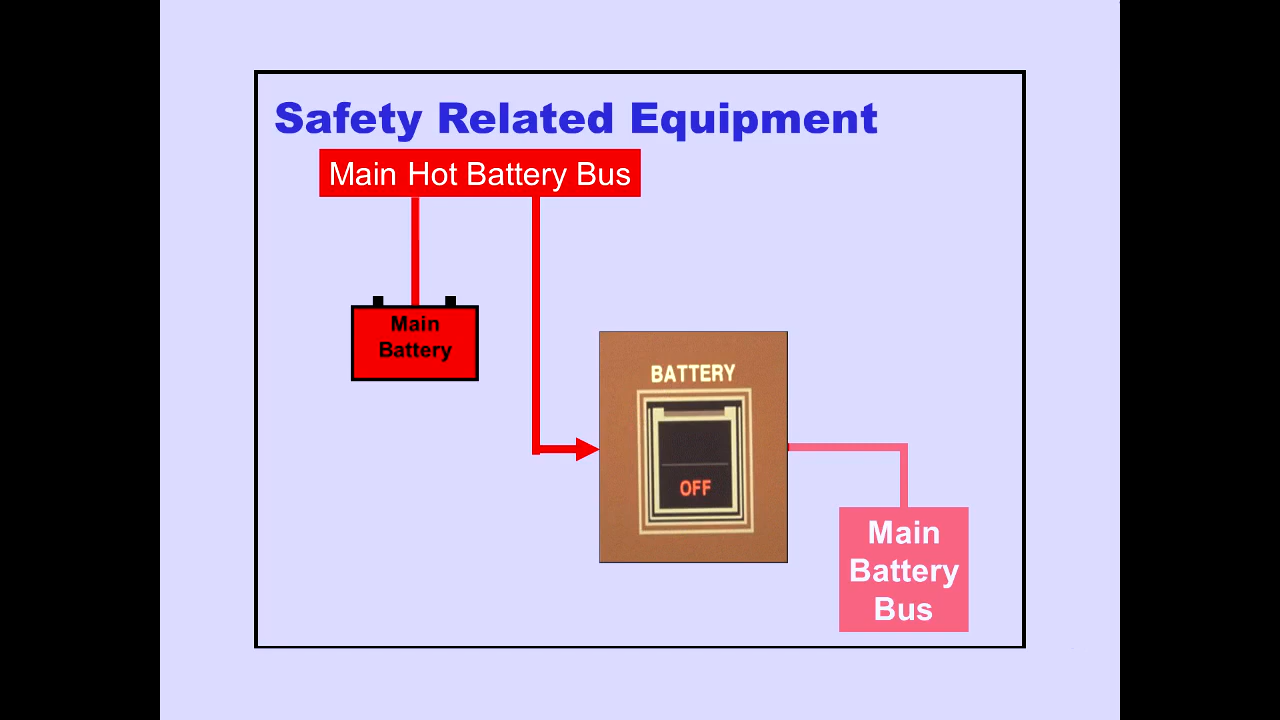 Safety Related Equipment
Main Hot Battery Bus
Main
Battery
BATTERY
OFF
Main
Battery
Bus